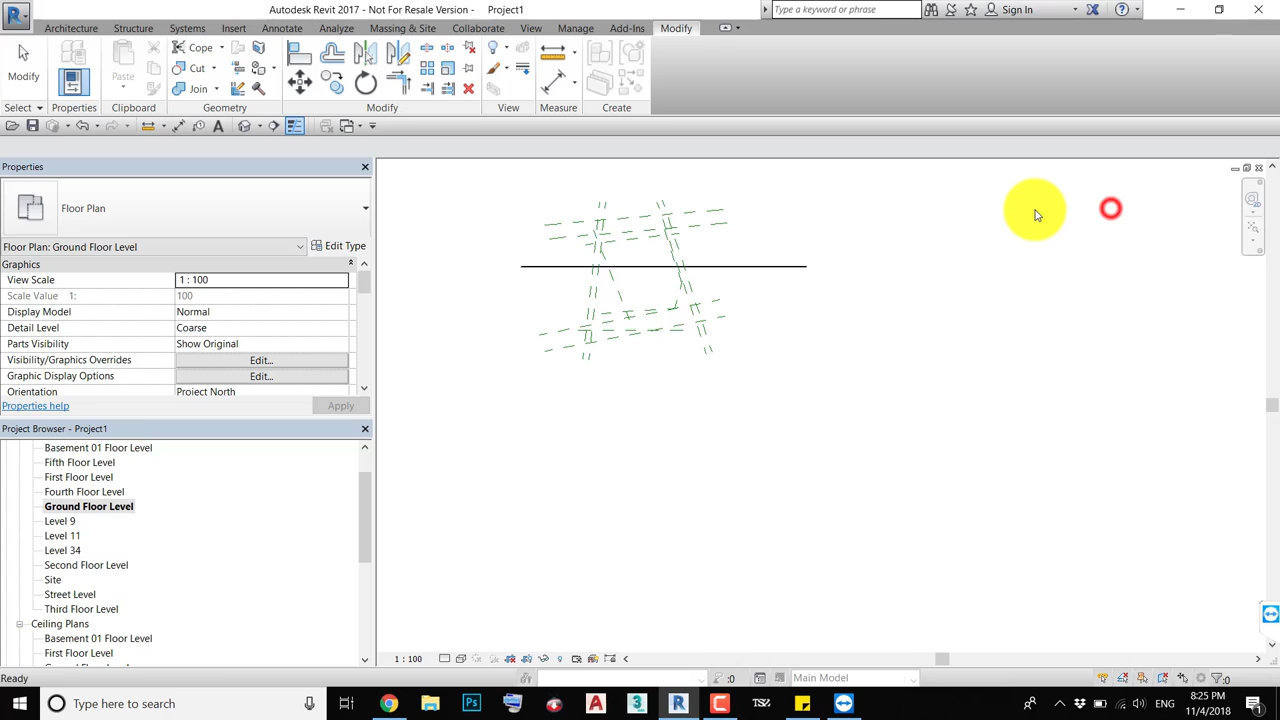 Autodesk Revit 2017 - Not For Resale Version - Project1
Type a keyword or phrase
Sign In
Architecture Structure Systems Insert Annotate Analyze Massing & Site Collaborate View Manage Add-Ins Modify
Modify Paste Cope Cut Join
Select Properties Clipboard Geometry Modify View Measure Create
Properties
Floor Plan
Floor Plan: Ground Floor Level Edit Type
Graphics
View Scale 1 : 100
Scale Value 1: 100
Display Model Normal
Detail Level Coarse
Parts Visibility Show Original
Visibility/Graphics Overrides Edit...
Graphic Display Options Edit...
Orientation Project North
Properties help Apply
Project Browser - Project1
Basement 01 Floor Level
Fifth Floor Level
First Floor Level
Fourth Floor Level
Ground Floor Level
Level 9
Level 11
Level 34
Second Floor Level
Site
Street Level
Third Floor Level
Ceiling Plans
Basement 01 Floor Level
First Floor Level
1 : 100
Ready :0 Main Model :0
Type here to search
ENG
8:25 PM
11/4/2018